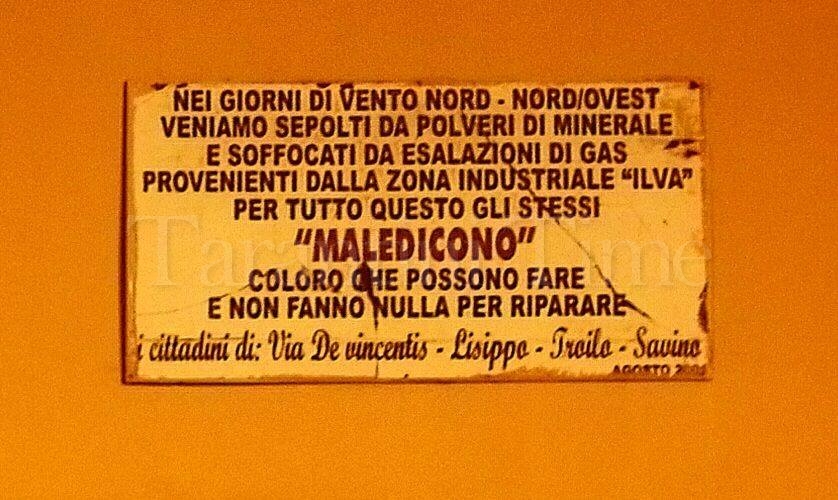 NEI GIORNI DI VENTO NORD - NORD/OVEST
VENIAMO SEPOLTI DA POLVERI DI MINERALE
E SOFFOCATI DA ESALAZIONI DI GAS
PROVENIENTI DALLA ZONA INDUSTRIALE "ILVA"
PER TUTTO QUESTO GLI STESSI
"MALEDICONO"
COLORO CHE POSSONO FARE
E NON FANNO NULLA PER RIPARARE
i cittadini di: Via De vincentis - Lisippo - Troilo - Savino
AGOSTO
Time